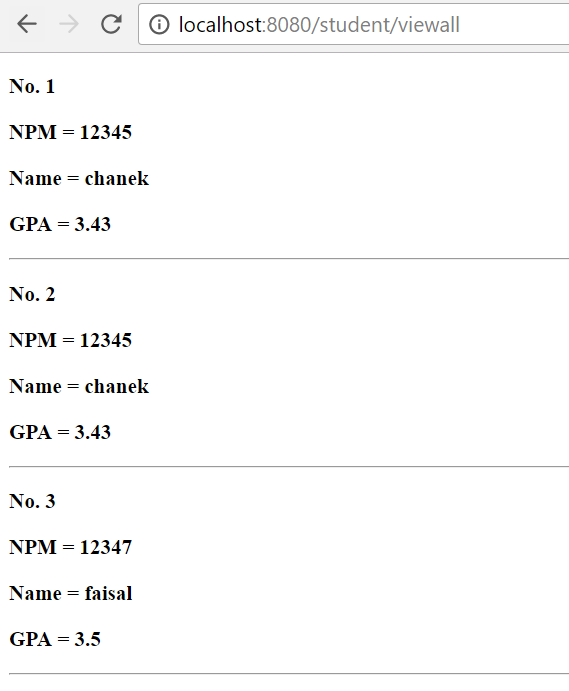 localhost:8080/student/viewall
No. 1
NPM = 12345
Name = chanek
GPA = 3.43
No. 2
NPM = 12345
Name = chanek
GPA = 3.43
No. 3
NPM = 12347
Name = faisal
GPA = 3.5